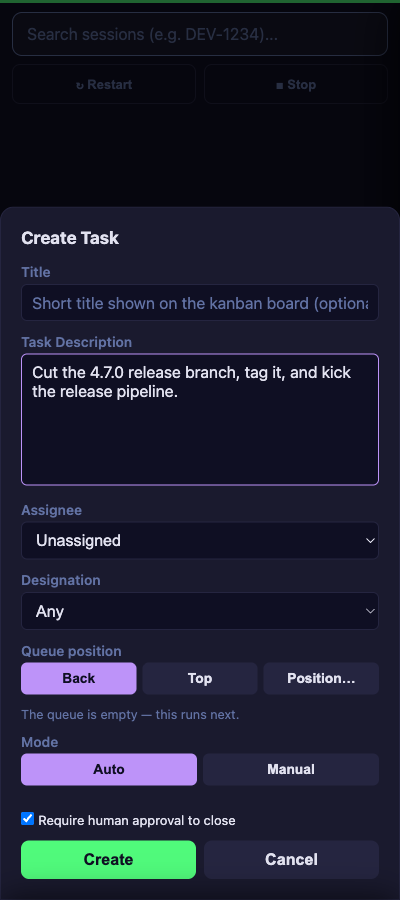 Search sessions (e.g. DEV-1234)...
↻ Restart
■ Stop
Create Task
Title
Short title shown on the kanban board (optiona
Task Description
Cut the 4.7.0 release branch, tag it, and kick
the release pipeline.
Assignee
Unassigned
Designation
Any
Queue position
Back
Top
Position...
The queue is empty — this runs next.
Mode
Auto
Manual
Require human approval to close
Create
Cancel